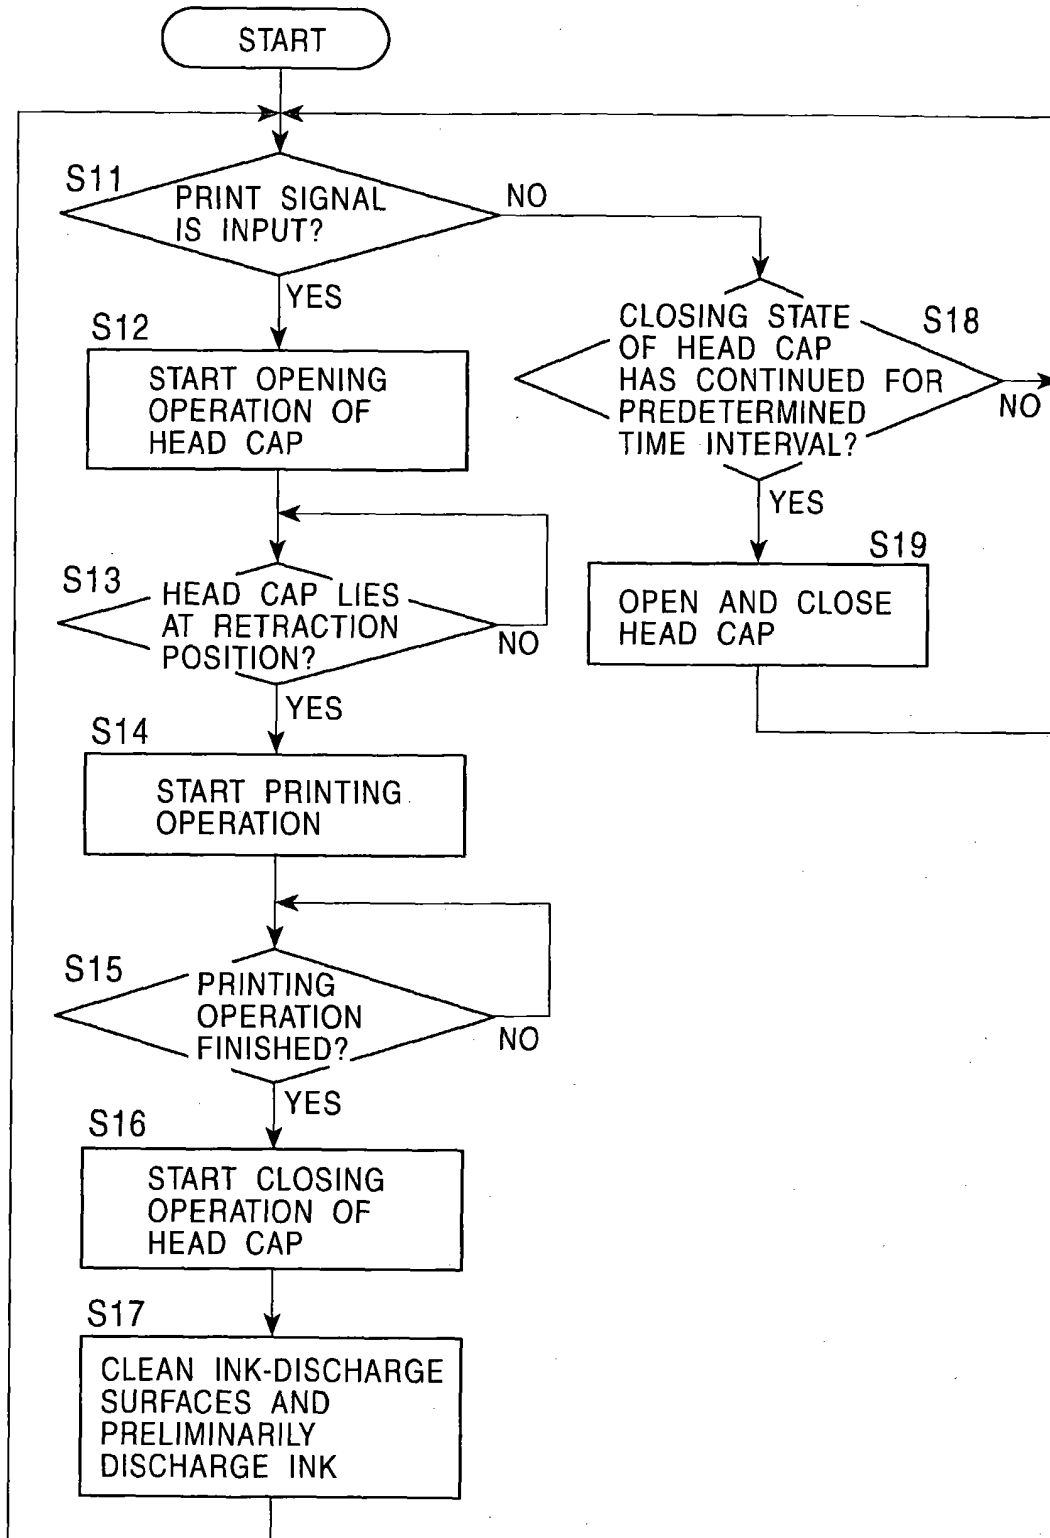 START
S11
PRINT SIGNAL
IS INPUT?
NO
YES
S12
START OPENING
OPERATION OF
HEAD CAP
CLOSING STATE
OF HEAD CAP
HAS CONTINUED FOR
PREDETERMINED
TIME INTERVAL?
S18
NO
YES
S19
OPEN AND CLOSE
HEAD CAP
S13
HEAD CAP LIES
AT RETRACTION
POSITION?
NO
YES
S14
START PRINTING
OPERATION
S15
PRINTING
OPERATION
FINISHED?
NO
YES
S16
START CLOSING
OPERATION OF
HEAD CAP
S17
CLEAN INK-DISCHARGE
SURFACES AND
PRELIMINARILY
DISCHARGE INK